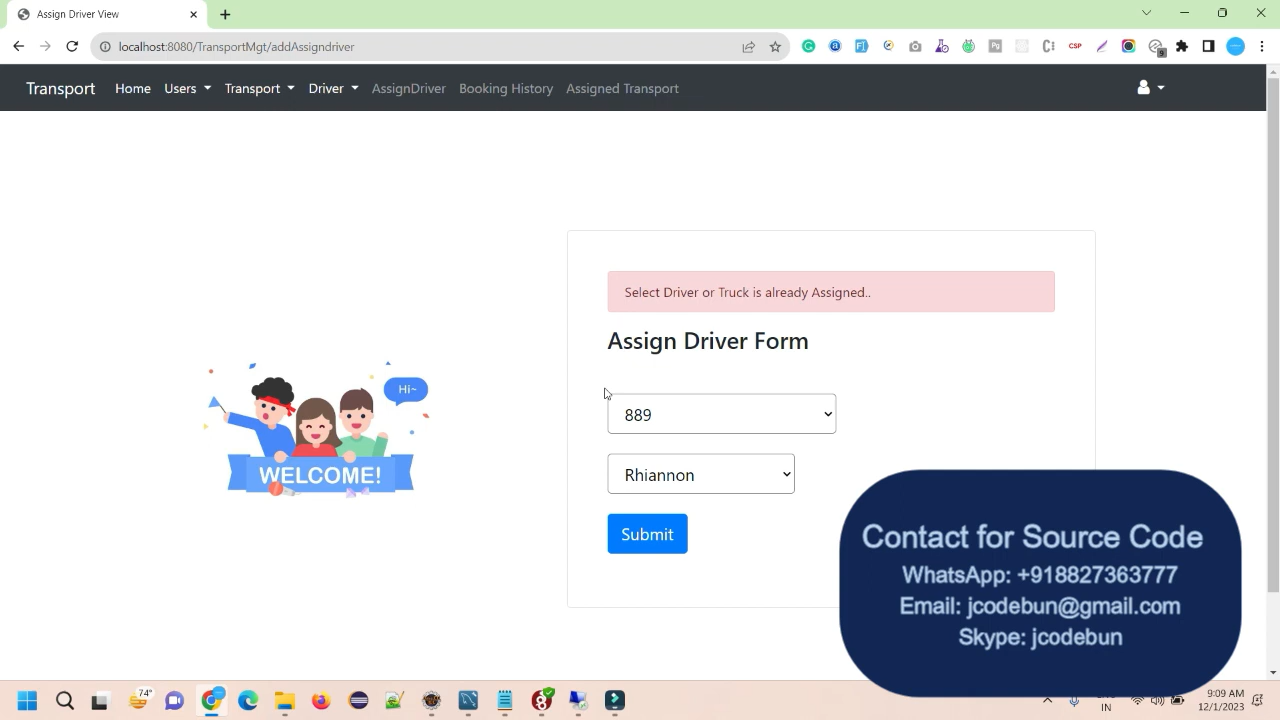 Assign Driver View
localhost:8080/TransportMgt/addAssigndriver
Transport Home Users Transport Driver AssignDriver Booking History Assigned Transport
Select Driver or Truck is already Assigned..
Assign Driver Form
Hi~
WELCOME!
889
Rhiannon
Submit
Contact for Source Code
WhatsApp: +918827363777
Email: jcodebun@gmail.com
Skype: jcodebun
74°
IN
9:09 AM
12/1/2023